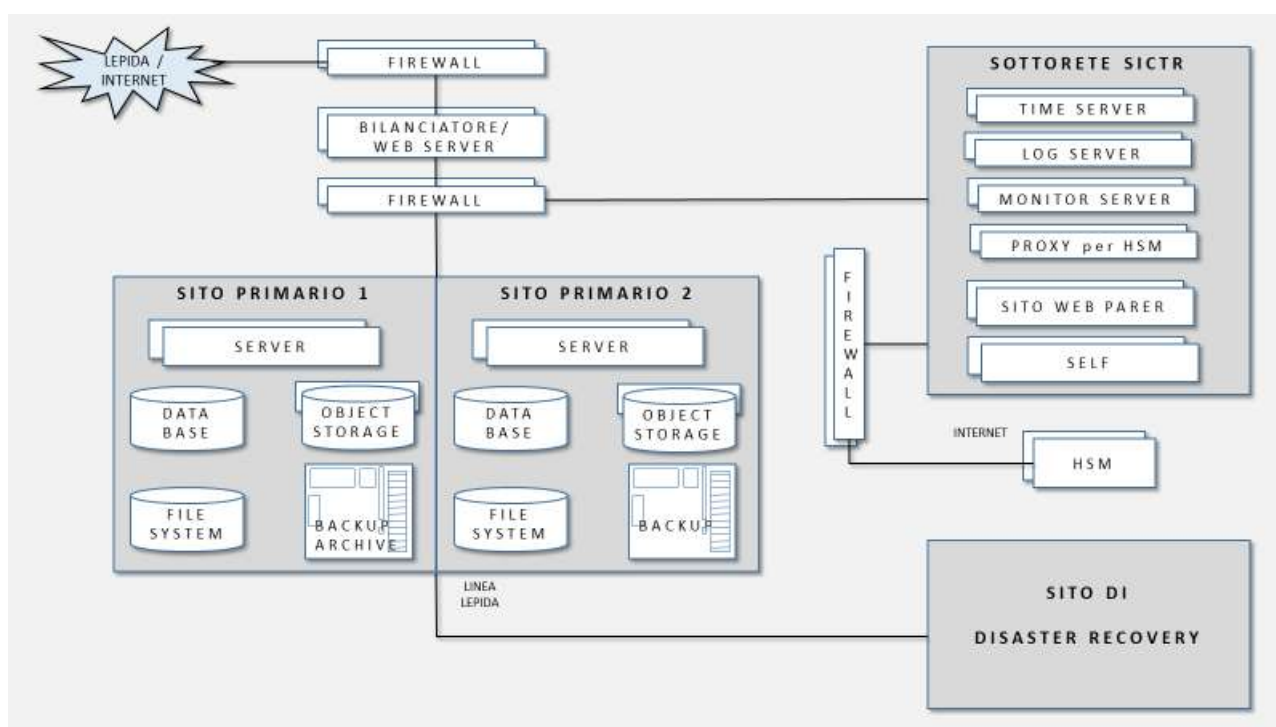 LEPIDA /
INTERNET
FIREWALL
BILANCIATORE/
WEB SERVER
FIREWALL
SOTTORETE SICTR
TIME SERVER
LOG SERVER
MONITOR SERVER
PROXY per HSM
SITO WEB PARER
SELF
FIREWALL
INTERNET
HSM
SITO PRIMARIO 1
SERVER
DATA
BASE
OBJECT
STORAGE
FILE
SYSTEM
BACKUP
ARCHIVE
SITO PRIMARIO 2
SERVER
DATA
BASE
OBJECT
STORAGE
FILE
SYSTEM
BACKUP
LINEA
LEPIDA
SITO DI
DISASTER RECOVERY